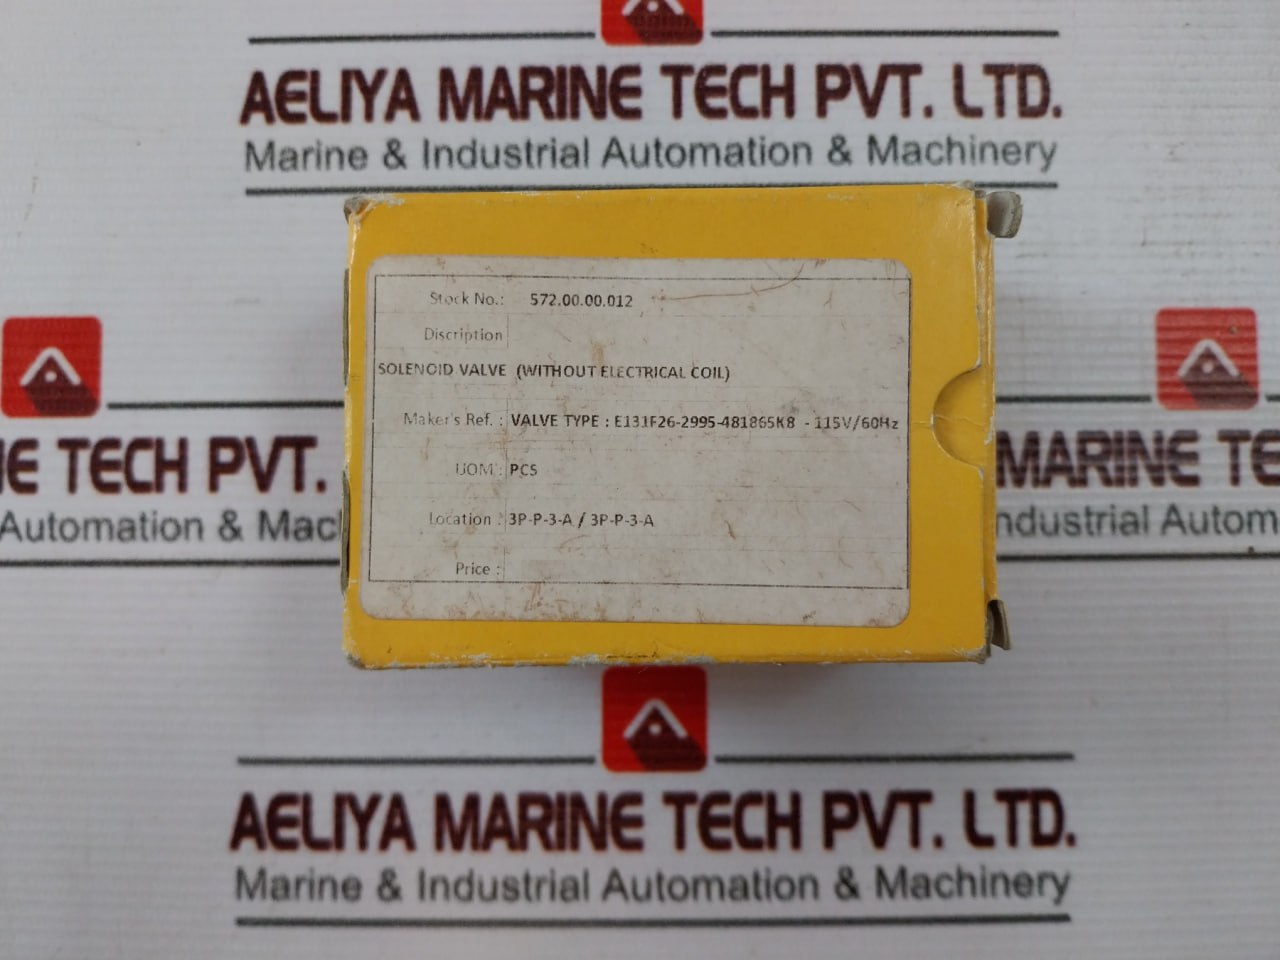 AELIYA MARINE TECH PVT. LTD.
Marine & Industrial Automation & Machinery
Stock No.: 572.00.00.012
Discription
SOLENOID VALVE (WITHOUT ELECTRICAL COIL)
Maker's Ref. : VALVE TYPE : E131F26-2995-481865K8 - 115V/60Hz
UOM : PCS
Location : 3P-P-3-A / 3P-P-3-A
Price :
NE TECH PVT.
Automation & Mac
MARINE TE
ndustrial Autom
AELIYA MARINE TECH PVT. LTD.
Marine & Industrial Automation & Machinery